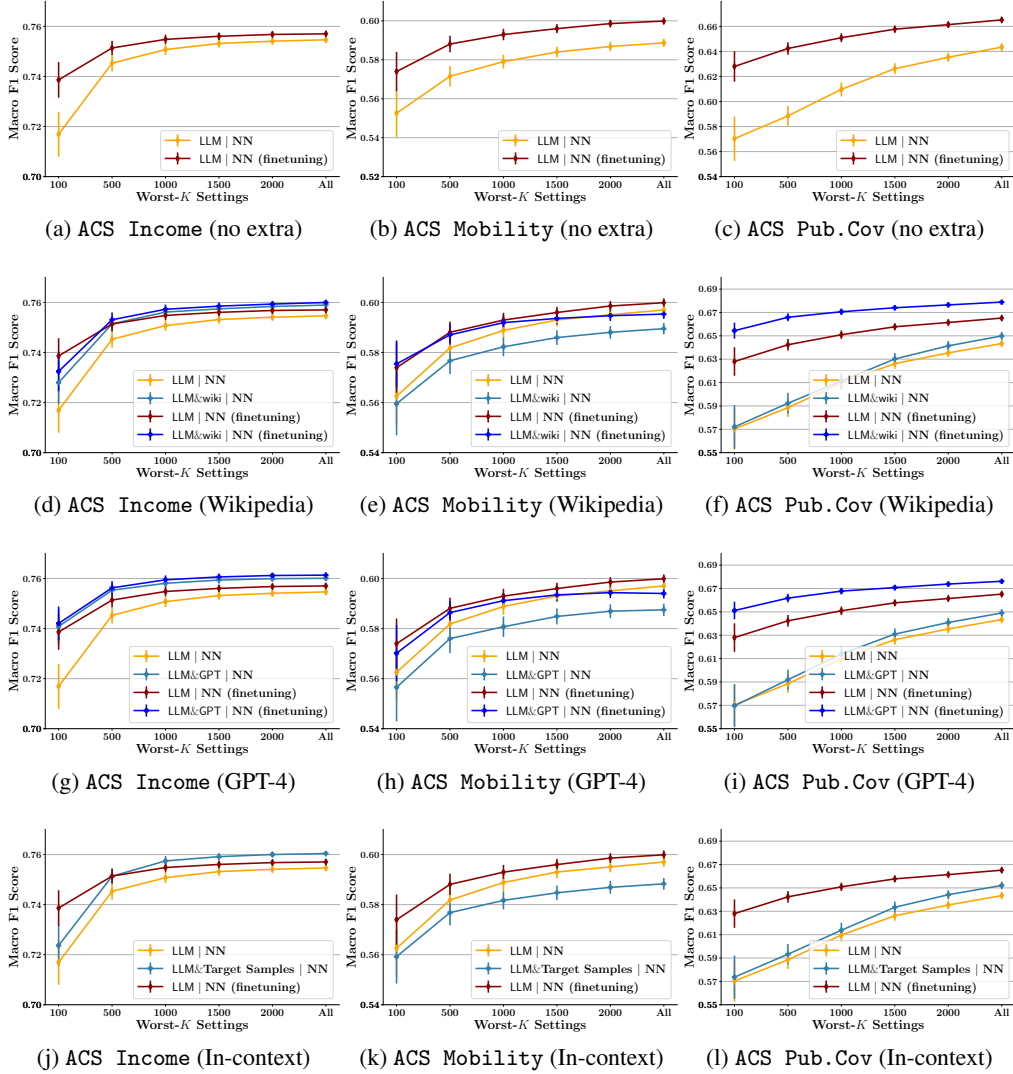 0.76
0.74
0.72
0.70
Macro F1 Score
LLM | NN
LLM | NN (finetuning)
100 500 1000 1500 2000 All
Worst-K Settings
(a) ACS Income (no extra)
0.60
0.58
0.56
0.54
0.52
Macro F1 Score
LLM | NN
LLM | NN (finetuning)
100 500 1000 1500 2000 All
Worst-K Settings
(b) ACS Mobility (no extra)
0.66
0.64
0.62
0.60
0.58
0.56
0.54
Macro F1 Score
LLM | NN
LLM | NN (finetuning)
100 500 1000 1500 2000 All
Worst-K Settings
(c) ACS Pub.Cov (no extra)
0.76
0.74
0.72
0.70
Macro F1 Score
LLM | NN
LLM&wiki | NN
LLM | NN (finetuning)
LLM&wiki | NN (finetuning)
100 500 1000 1500 2000 All
Worst-K Settings
(d) ACS Income (Wikipedia)
0.60
0.58
0.56
0.54
Macro F1 Score
LLM | NN
LLM&wiki | NN
LLM | NN (finetuning)
LLM&wiki | NN (finetuning)
100 500 1000 1500 2000 All
Worst-K Settings
(e) ACS Mobility (Wikipedia)
0.69
0.67
0.65
0.63
0.61
0.59
0.57
0.55
Macro F1 Score
LLM | NN
LLM&wiki | NN
LLM | NN (finetuning)
LLM&wiki | NN (finetuning)
100 500 1000 1500 2000 All
Worst-K Settings
(f) ACS Pub.Cov (Wikipedia)
0.76
0.74
0.72
0.70
Macro F1 Score
LLM | NN
LLM&GPT | NN
LLM | NN (finetuning)
LLM&GPT | NN (finetuning)
100 500 1000 1500 2000 All
Worst-K Settings
(g) ACS Income (GPT-4)
0.60
0.58
0.56
0.54
Macro F1 Score
LLM | NN
LLM&GPT | NN
LLM | NN (finetuning)
LLM&GPT | NN (finetuning)
100 500 1000 1500 2000 All
Worst-K Settings
(h) ACS Mobility (GPT-4)
0.69
0.67
0.65
0.63
0.61
0.59
0.57
0.55
Macro F1 Score
LLM | NN
LLM&GPT | NN
LLM | NN (finetuning)
LLM&GPT | NN (finetuning)
100 500 1000 1500 2000 All
Worst-K Settings
(i) ACS Pub.Cov (GPT-4)
0.76
0.74
0.72
0.70
Macro F1 Score
LLM | NN
LLM&Target Samples | NN
LLM | NN (finetuning)
100 500 1000 1500 2000 All
Worst-K Settings
(j) ACS Income (In-context)
0.60
0.58
0.56
0.54
Macro F1 Score
LLM | NN
LLM&Target Samples | NN
LLM | NN (finetuning)
100 500 1000 1500 2000 All
Worst-K Settings
(k) ACS Mobility (In-context)
0.69
0.67
0.65
0.63
0.61
0.59
0.57
0.55
Macro F1 Score
LLM | NN
LLM&Target Samples | NN
LLM | NN (finetuning)
100 500 1000 1500 2000 All
Worst-K Settings
(l) ACS Pub.Cov (In-context)